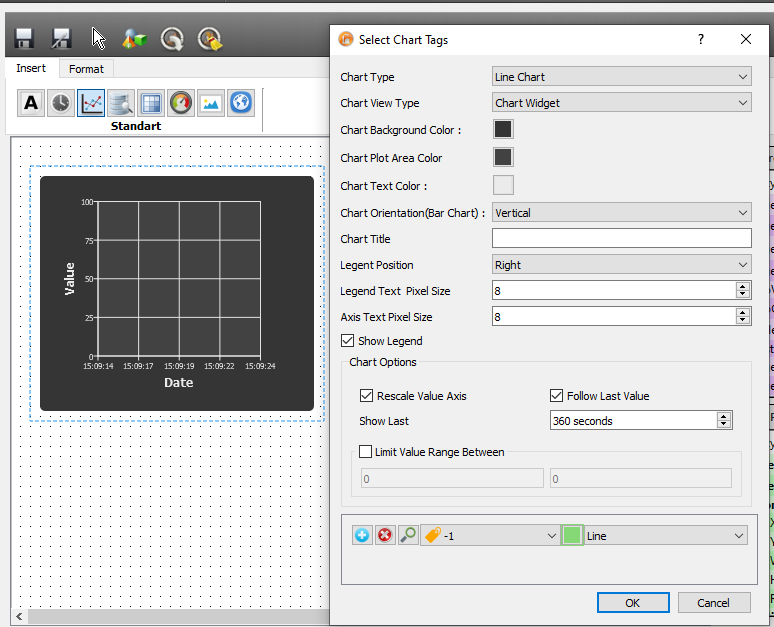 Select Chart Tags
?
Insert
Format
A
Standart
100
75
50
25
0
Value
15:09:14 15:09:17 15:09:19 15:09:22 15:09:24
Date
Chart Type
Line Chart
Chart View Type
Chart Widget
Chart Background Color :
Chart Plot Area Color
Chart Text Color :
Chart Orientation(Bar Chart) :
Vertical
Chart Title
Legent Position
Right
Legend Text Pixel Size
8
Axis Text Pixel Size
8
Show Legend
Chart Options
Rescale Value Axis
Follow Last Value
Show Last
360 seconds
Limit Value Range Between
0
0
-1
Line
OK
Cancel